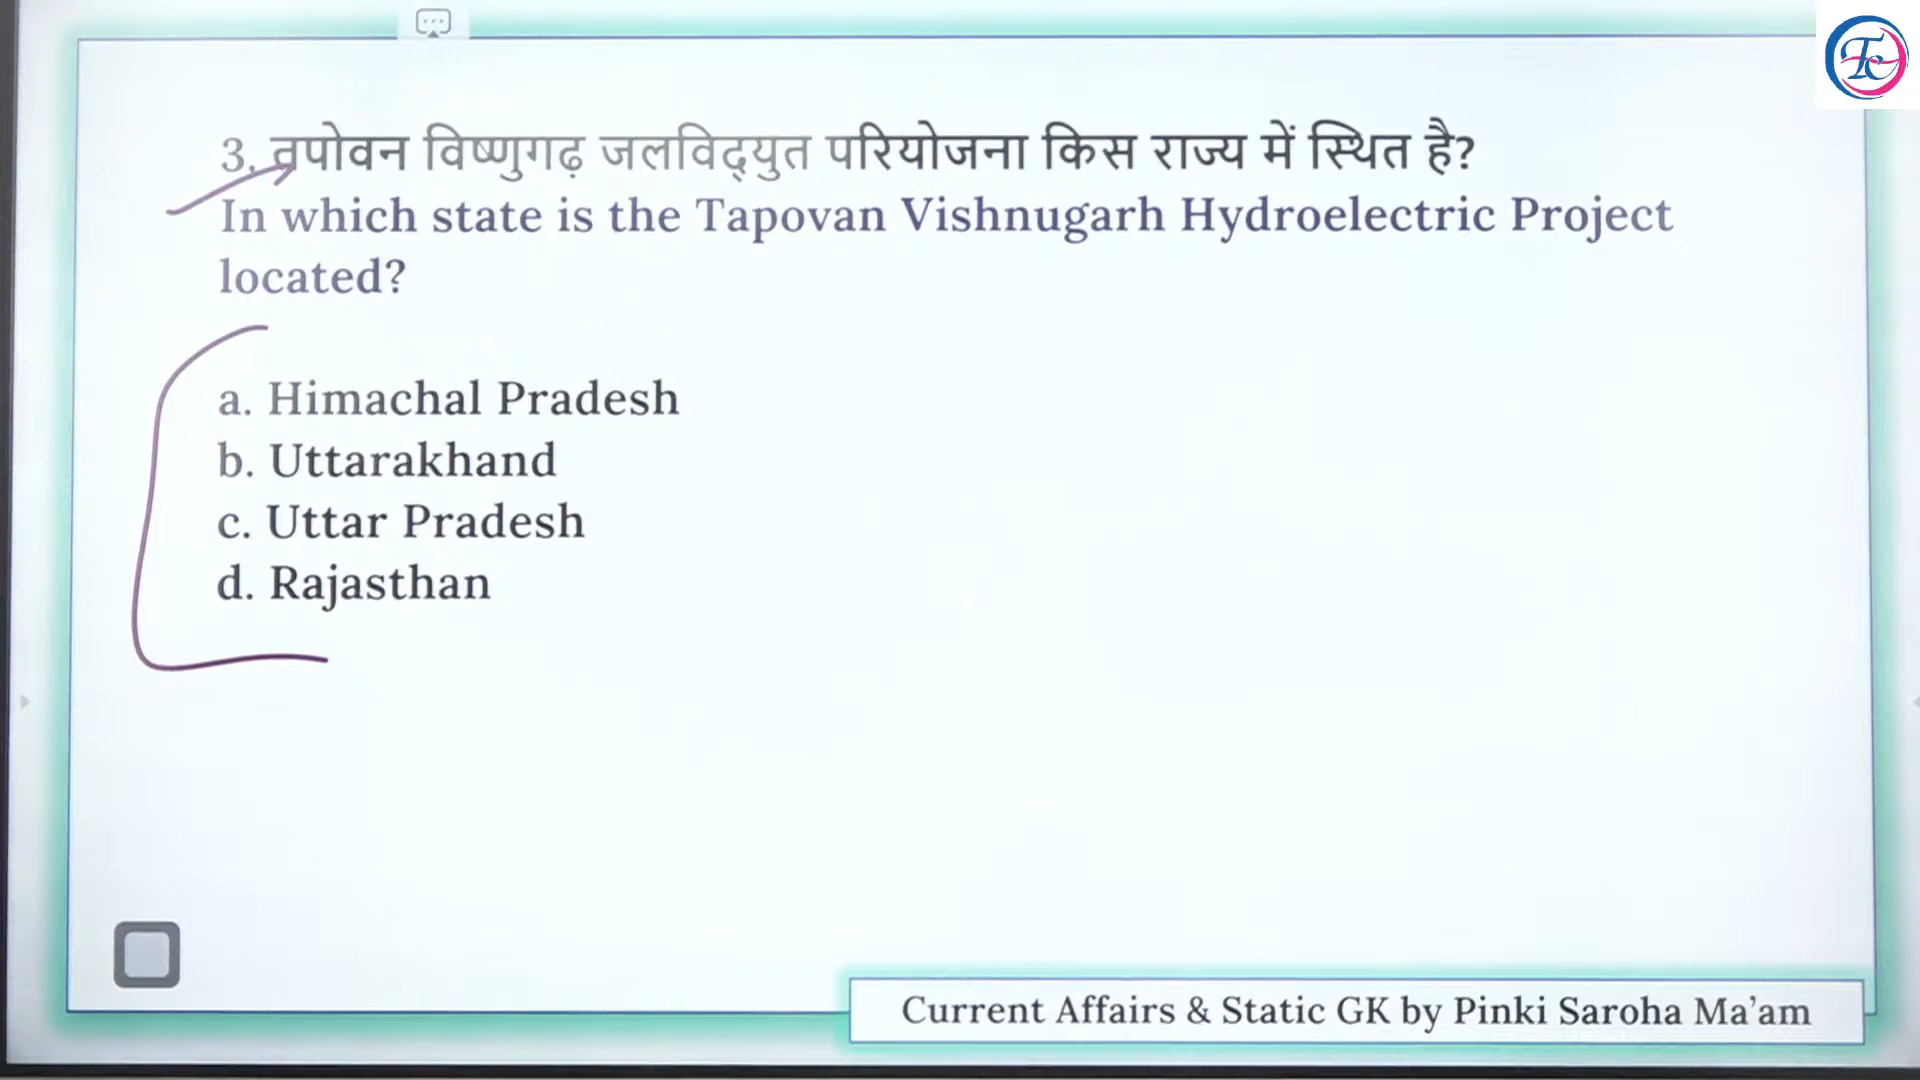 3. तपोवन विष्णुगढ़ जलविद्युत परियोजना किस राज्य में स्थित है?
In which state is the Tapovan Vishnugarh Hydroelectric Project
located?
a. Himachal Pradesh
b. Uttarakhand
c. Uttar Pradesh
d. Rajasthan
Current Affairs & Static GK by Pinki Saroha Ma’am
Tc